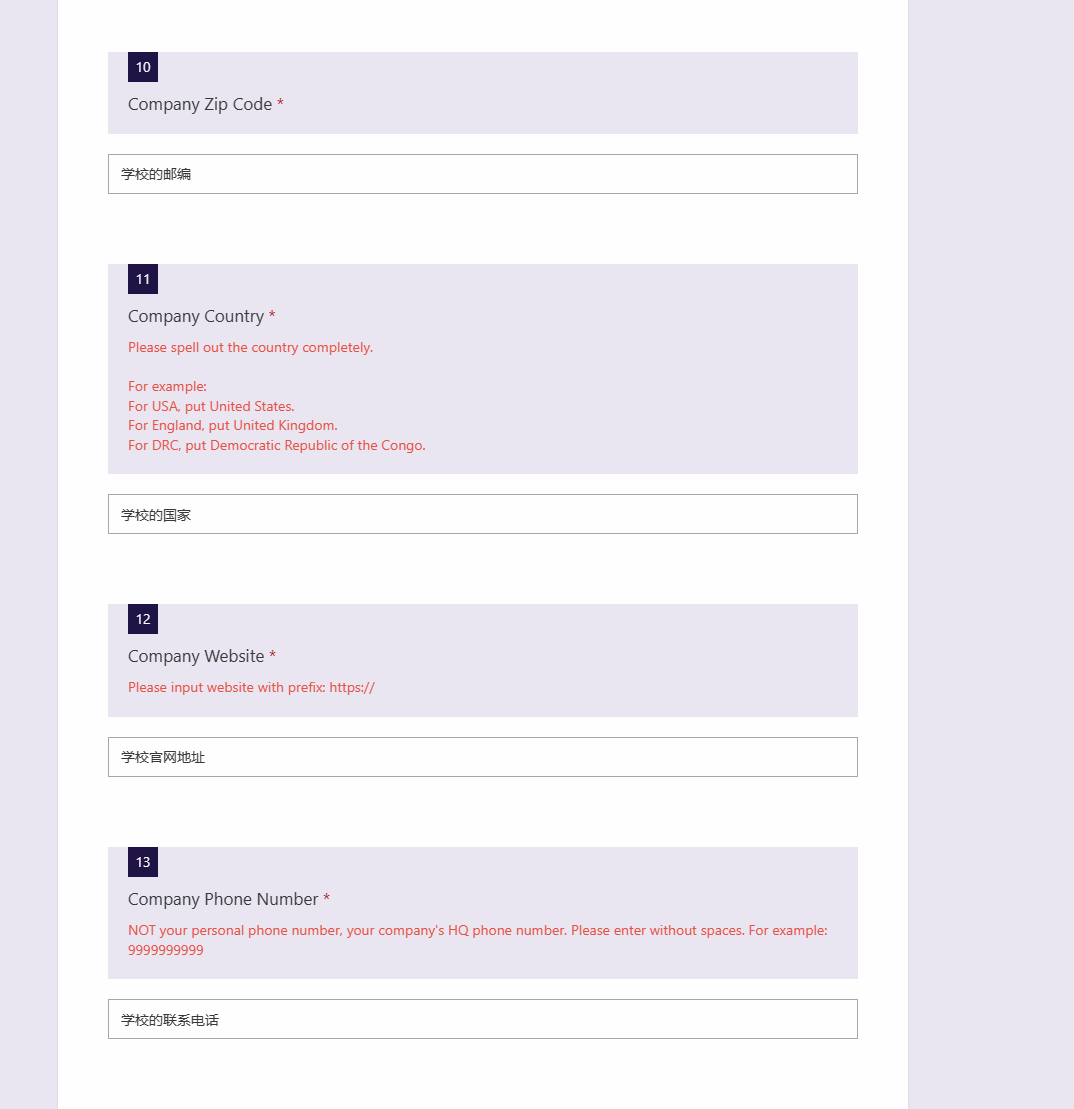 10
Company Zip Code *
学校的邮编
11
Company Country *
Please spell out the country completely.
For example:
For USA, put United States.
For England, put United Kingdom.
For DRC, put Democratic Republic of the Congo.
学校的国家
12
Company Website *
Please input website with prefix: https://
学校官网地址
13
Company Phone Number *
NOT your personal phone number, your company's HQ phone number. Please enter without spaces. For example:
9999999999
学校的联系电话